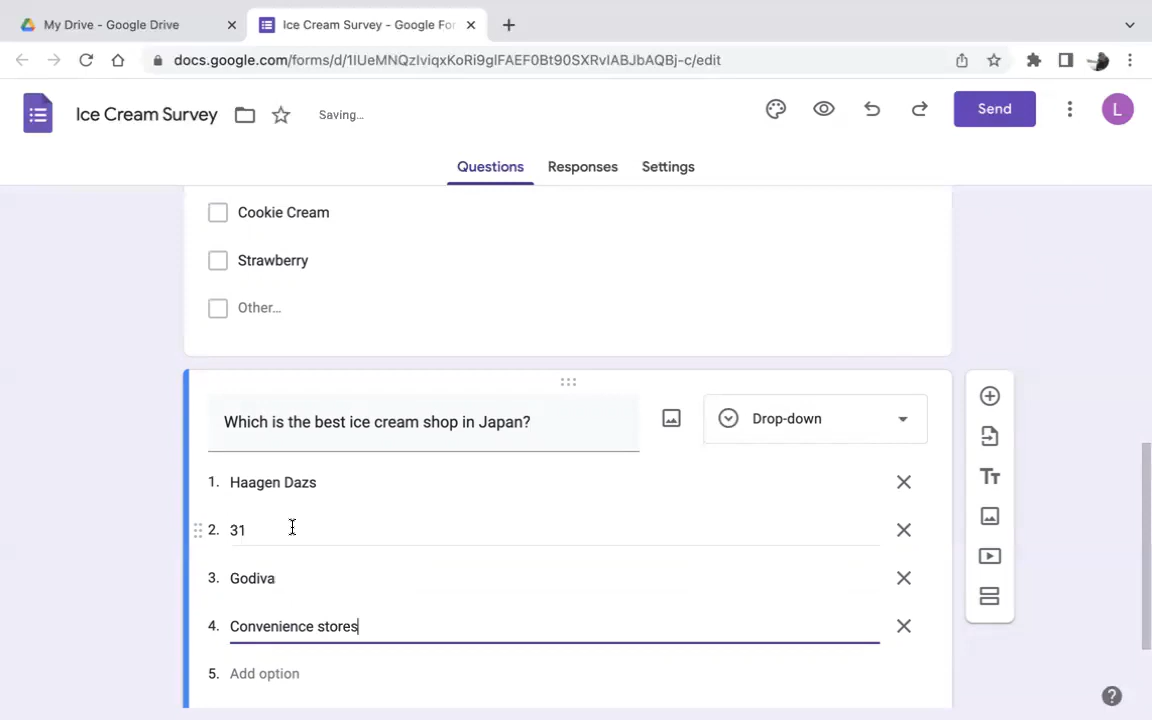 My Drive - Google Drive
Ice Cream Survey - Google For
docs.google.com/forms/d/1IUeMNQzIviqxKoRi9gIFAEF0Bt90SXRvIABJbAQBj-c/edit
Ice Cream Survey
Saving...
Send
L
Questions
Responses
Settings
Cookie Cream
Strawberry
Other...
Which is the best ice cream shop in Japan?
Drop-down
1. Haagen Dazs
2. 31
3. Godiva
4. Convenience stores
5. Add option
Tт